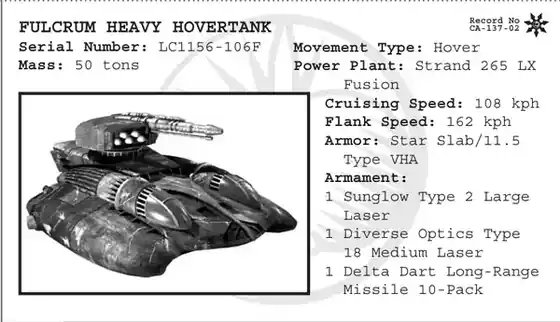 FULCRUM HEAVY HOVERTANK
Serial Number: LC1156-106F
Mass: 50 tons
Record No
CA-137-02
Movement Type: Hover
Power Plant: Strand 265 LX
Fusion
Cruising Speed: 108 kph
Flank Speed: 162 kph
Armor: Star Slab/11.5
Type VHA
Armament:
1 Sunglow Type 2 Large
Laser
1 Diverse Optics Type
18 Medium Laser
1 Delta Dart Long-Range
Missile 10-Pack